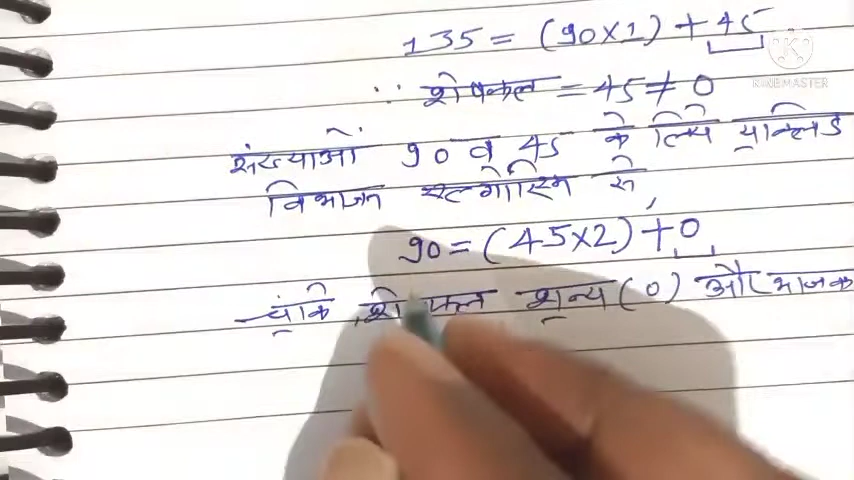 135 = (90×1) + 45
∵ शेषफल = 45 ≠ 0
संख्याओं 90 व 45 के लिये यूक्लिड
विभाजन एल्गोरिथ्म से,
90 = (45×2) + 0
चूंकि शेषफल शून्य (0) और भाजक
KINEMASTER